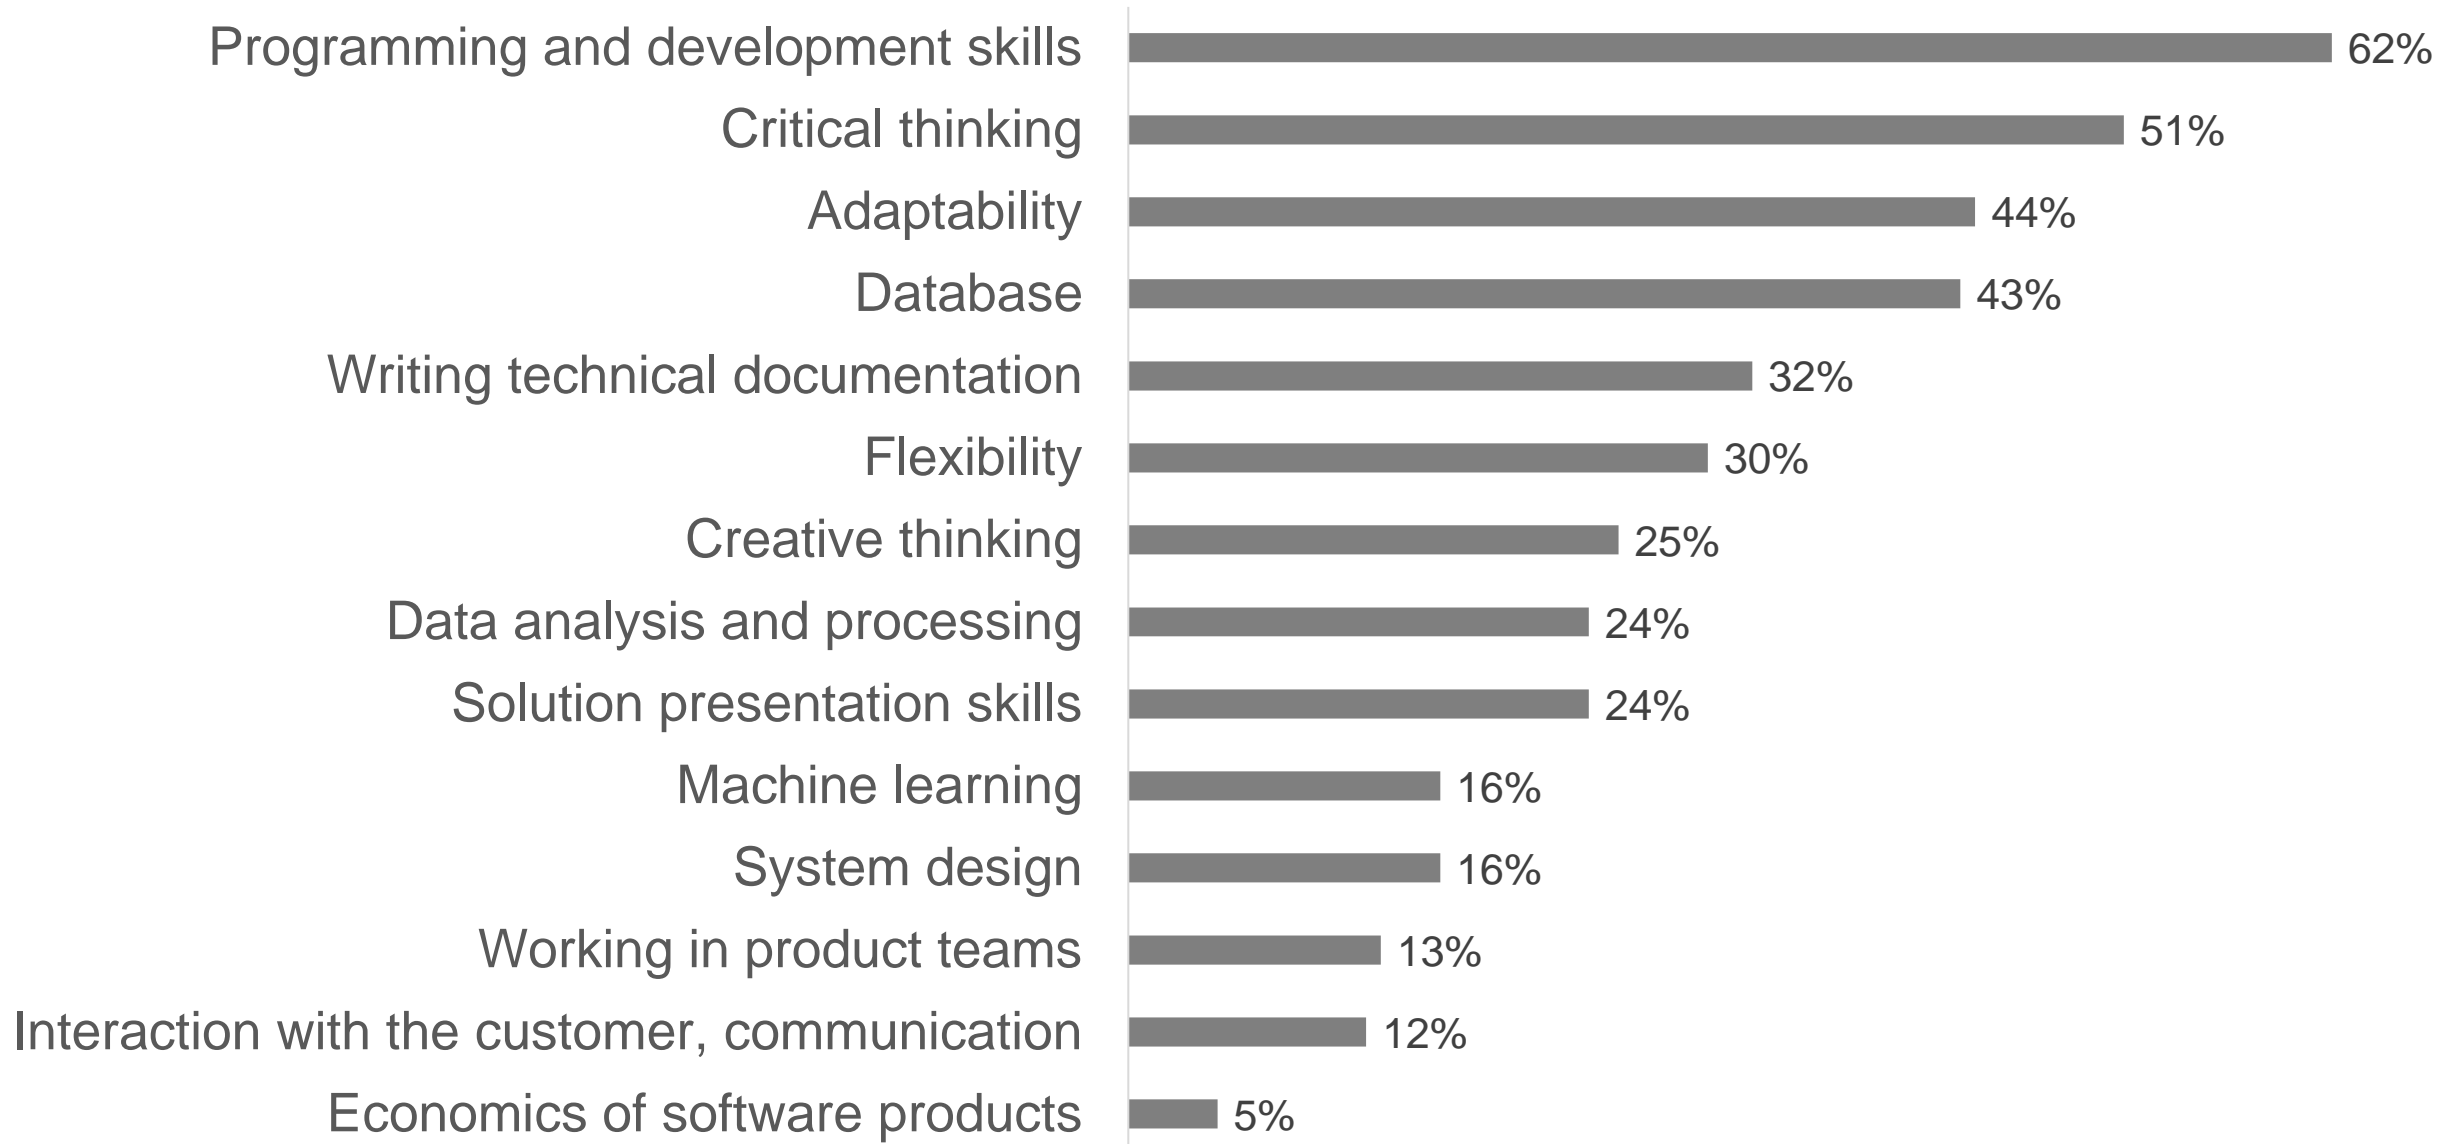 Programming and development skills 62%
Critical thinking 51%
Adaptability 44%
Database 43%
Writing technical documentation 32%
Flexibility 30%
Creative thinking 25%
Data analysis and processing 24%
Solution presentation skills 24%
Machine learning 16%
System design 16%
Working in product teams 13%
Interaction with the customer, communication 12%
Economics of software products 5%